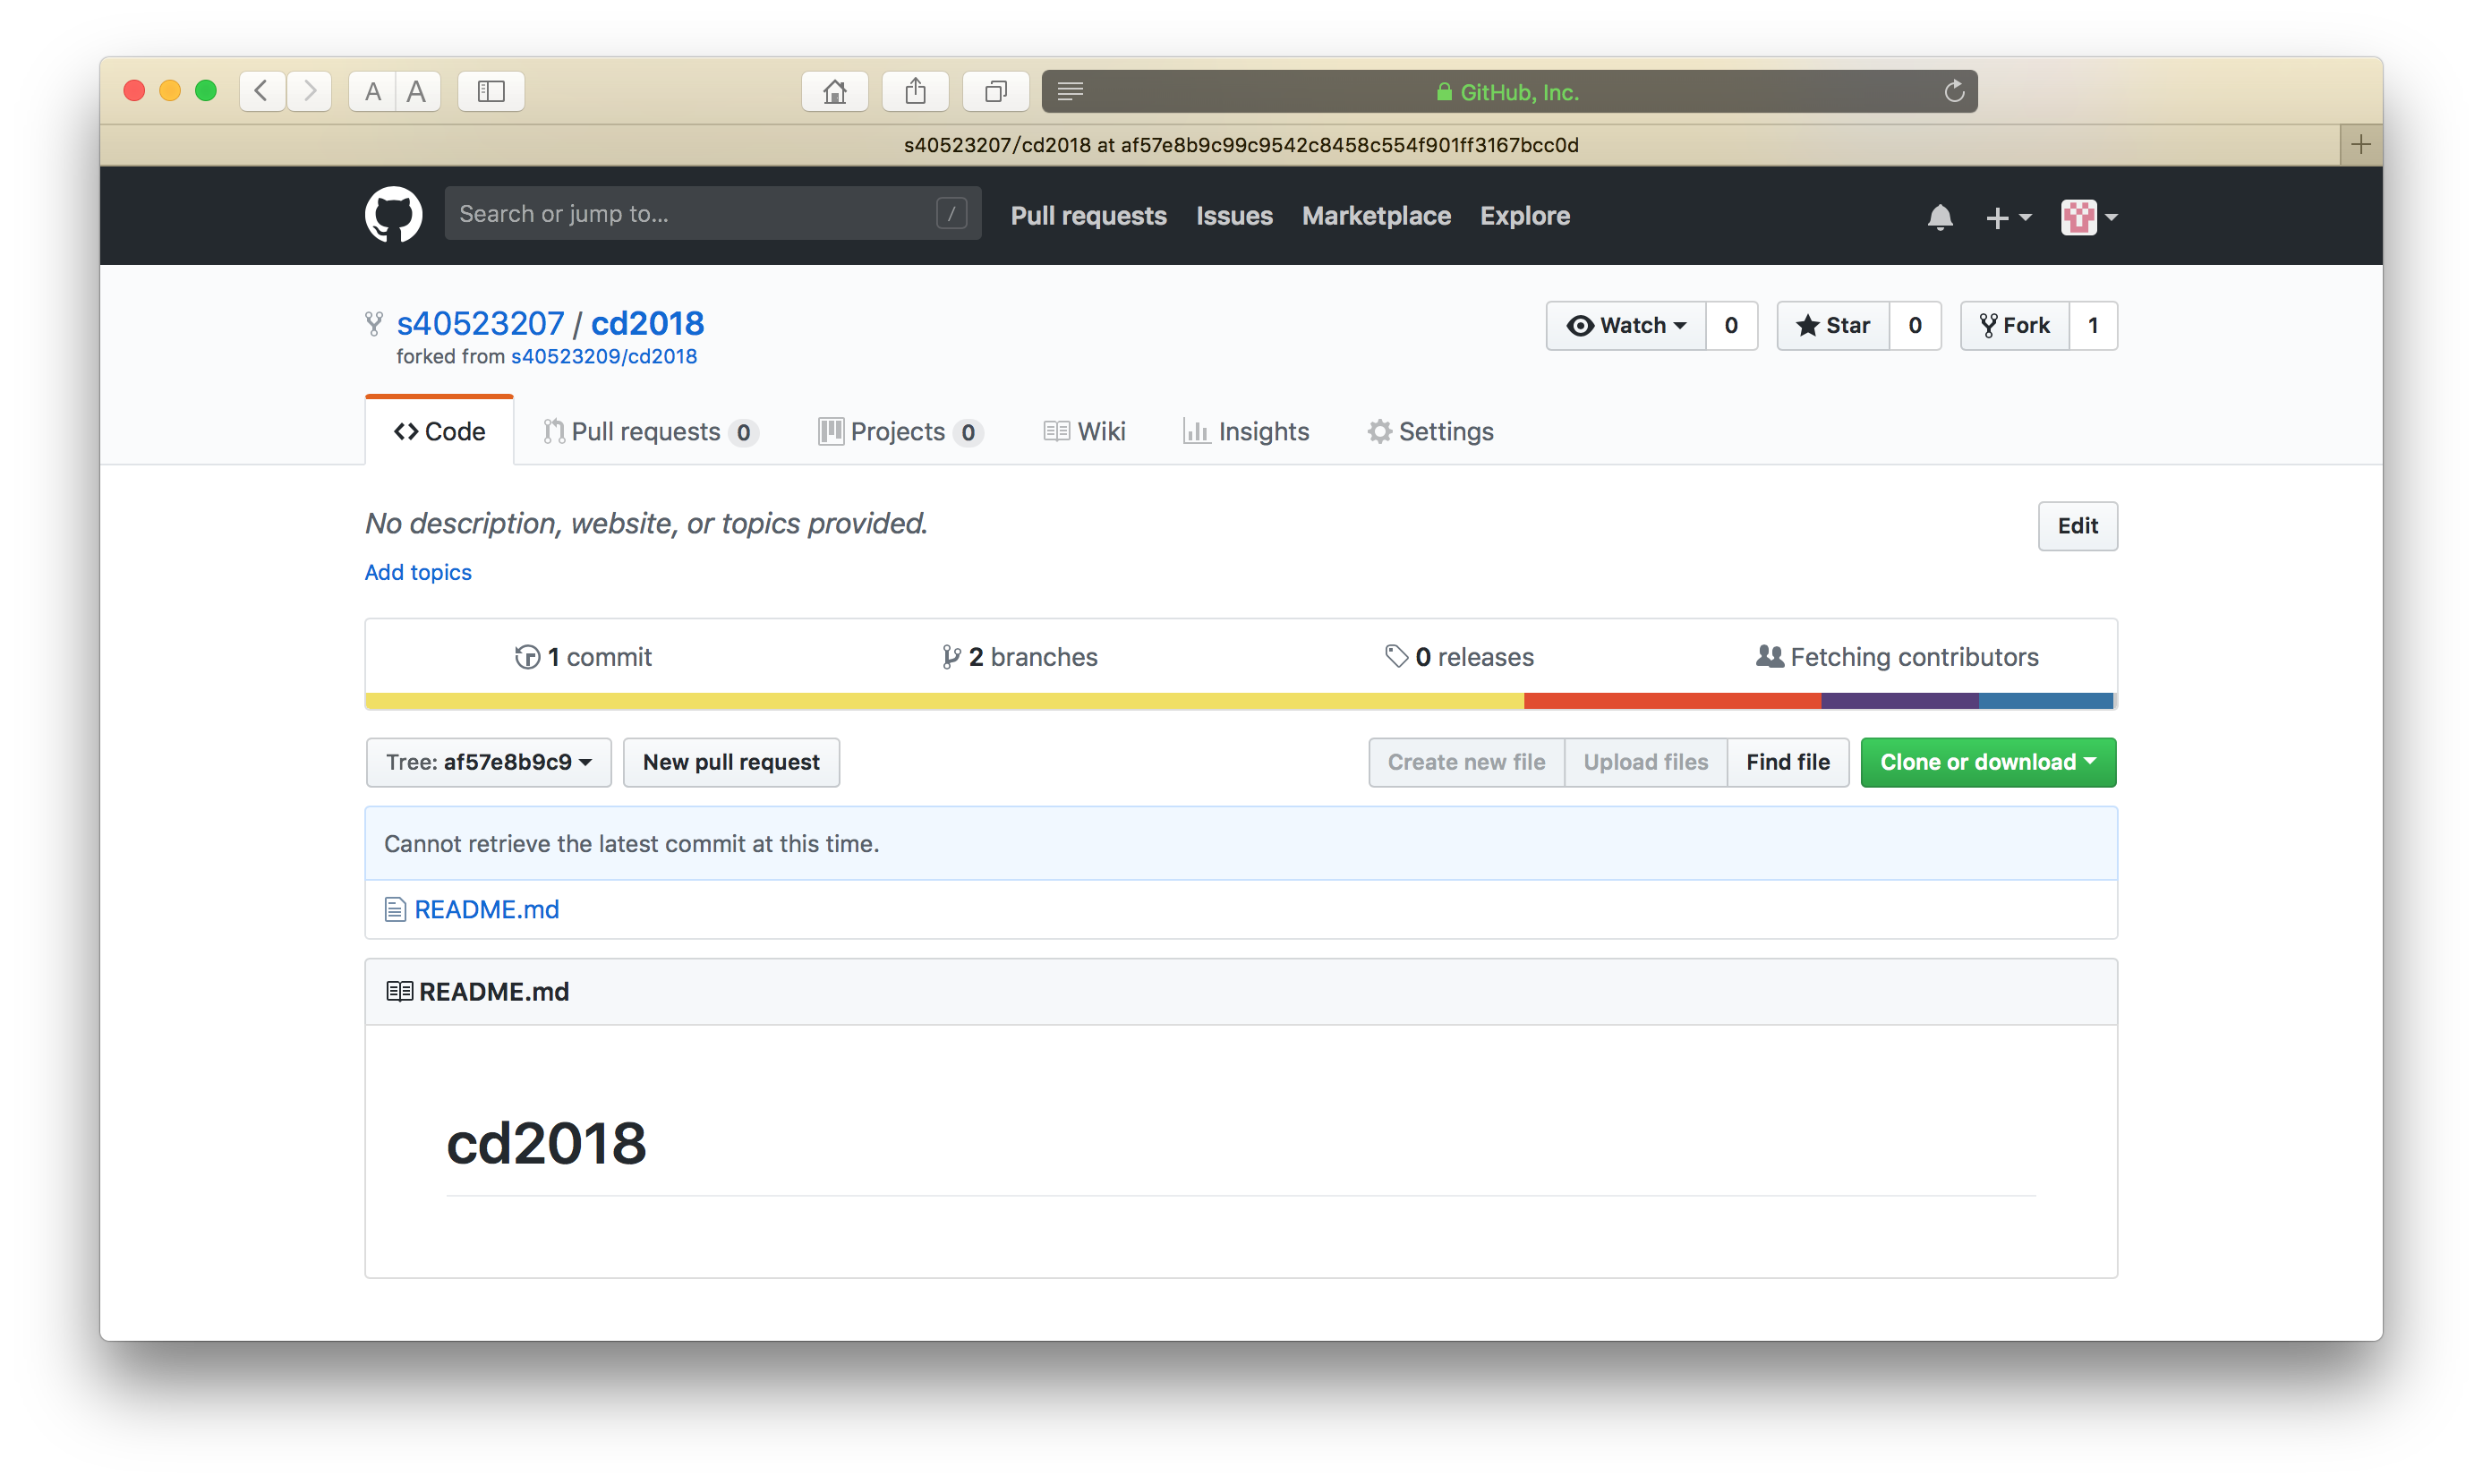 A A
GitHub, Inc.
s40523207/cd2018 at af57e8b9c99c9542c8458c554f901ff3167bcc0d
Search or jump to... / Pull requests Issues Marketplace Explore
s40523207 / cd2018
Watch 0 Star 0 Fork 1
forked from s40523209/cd2018
Code Pull requests 0 Projects 0 Wiki Insights Settings
No description, website, or topics provided.
Edit
Add topics
1 commit 2 branches 0 releases Fetching contributors
Tree: af57e8b9c9 New pull request Create new file Upload files Find file Clone or download
Cannot retrieve the latest commit at this time.
README.md
README.md
cd2018